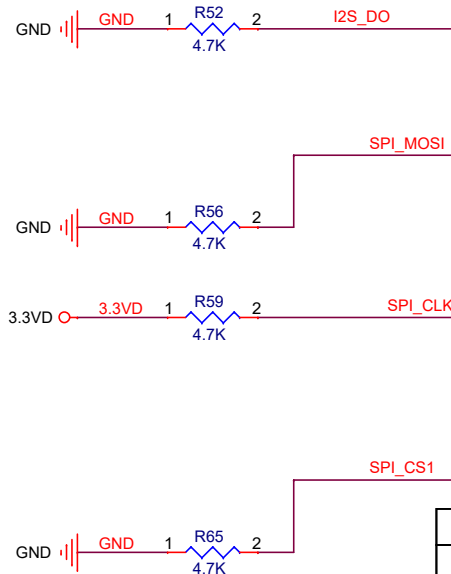 GND GND 1 R52 2 I2S_DO
4.7K
SPI_MOSI
GND GND 1 R56 2
4.7K
3.3VD 3.3VD 1 R59 2 SPI_CLK
4.7K
SPI_CS1
GND GND 1 R65 2
4.7K